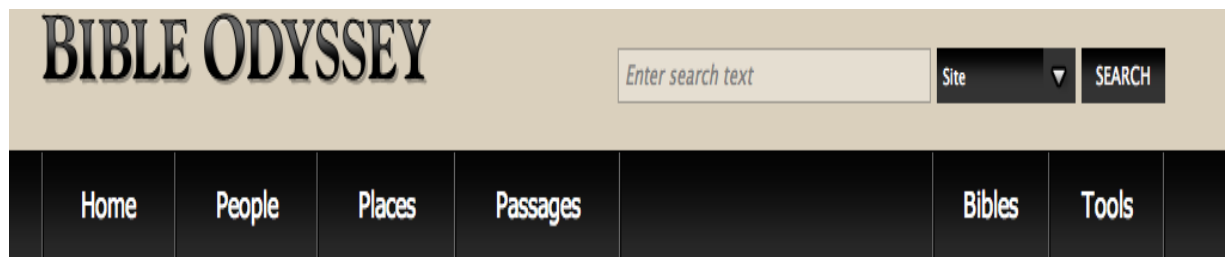 BIBLE ODYSSEY
Enter search text
Site
SEARCH
Home
People
Places
Passages
Bibles
Tools